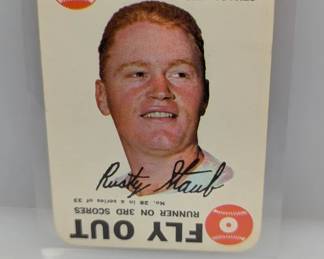 Rusty Staub
FLY OUT
RUNNER ON 3RD SCORES
No. 28 in a series of 33